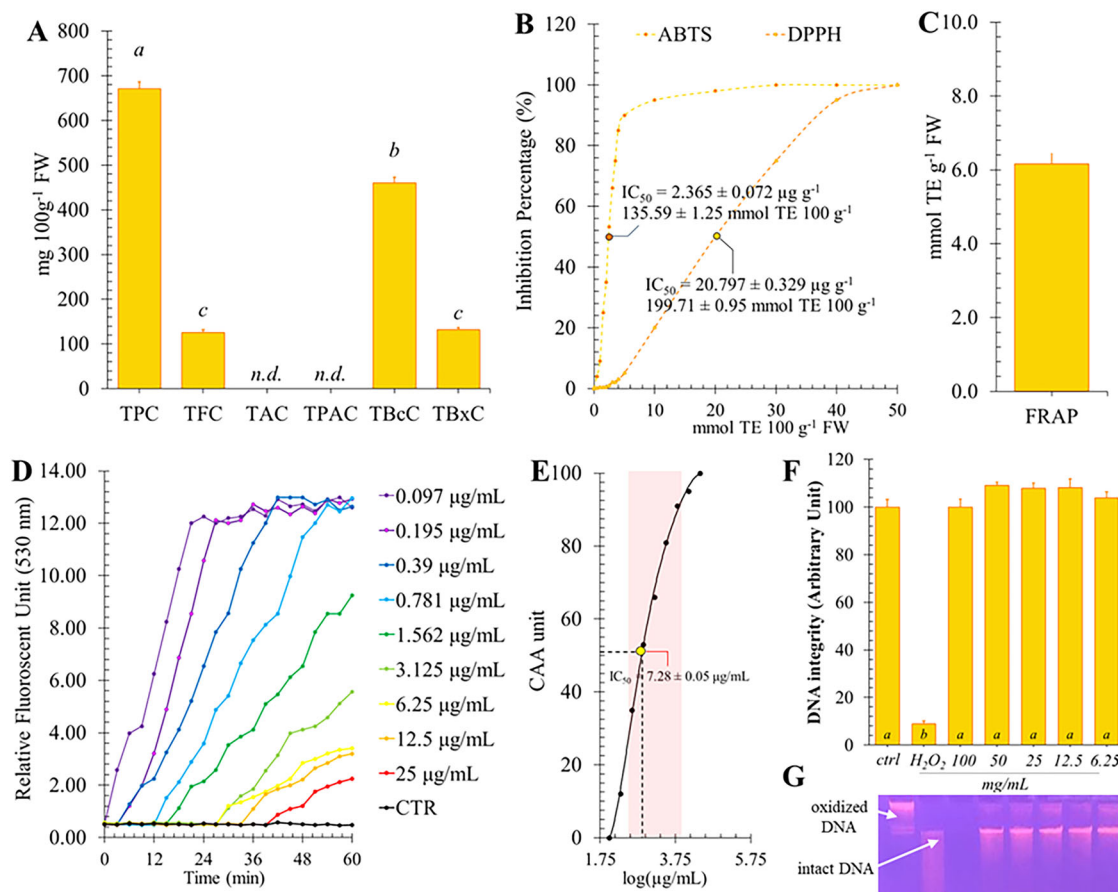 A
mg 100g⁻¹ FW
800
700
600
500
400
300
200
100
0
a
c
n.d.
n.d.
b
c
TPC TFC TAC TPAC TBcC TBxC
B
ABTS DPPH
Inhibition Percentage (%)
120
100
80
60
40
20
0
IC₅₀ = 2.365 ± 0.072 µg g⁻¹
135.59 ± 1.25 mmol TE 100 g⁻¹
IC₅₀ = 20.797 ± 0.329 µg g⁻¹
199.71 ± 0.95 mmol TE 100 g⁻¹
0 10 20 30 40 50
mmol TE 100 g⁻¹ FW
C
mmol TE g⁻¹ FW
10.0
8.0
6.0
4.0
2.0
0.0
FRAP
D
Relative Fluoroscent Unit (530 nm)
14.00
12.00
10.00
8.00
6.00
4.00
2.00
0.00
0 12 24 36 48 60
Time (min)
0.097 µg/mL
0.195 µg/mL
0.39 µg/mL
0.781 µg/mL
1.562 µg/mL
3.125 µg/mL
6.25 µg/mL
12.5 µg/mL
25 µg/mL
CTR
E
CAA unit
100
80
60
40
20
0
IC₅₀ = 7.28 ± 0.05 µg/mL
1.75 3.75 5.75
log(µg/mL)
F
DNA integrity (Arbitrary Unit)
120
100
80
60
40
20
0
a b a a a a a
ctrl H₂O₂ 100 50 25 12.5 6.25
mg/mL
G
oxidized
DNA
intact DNA